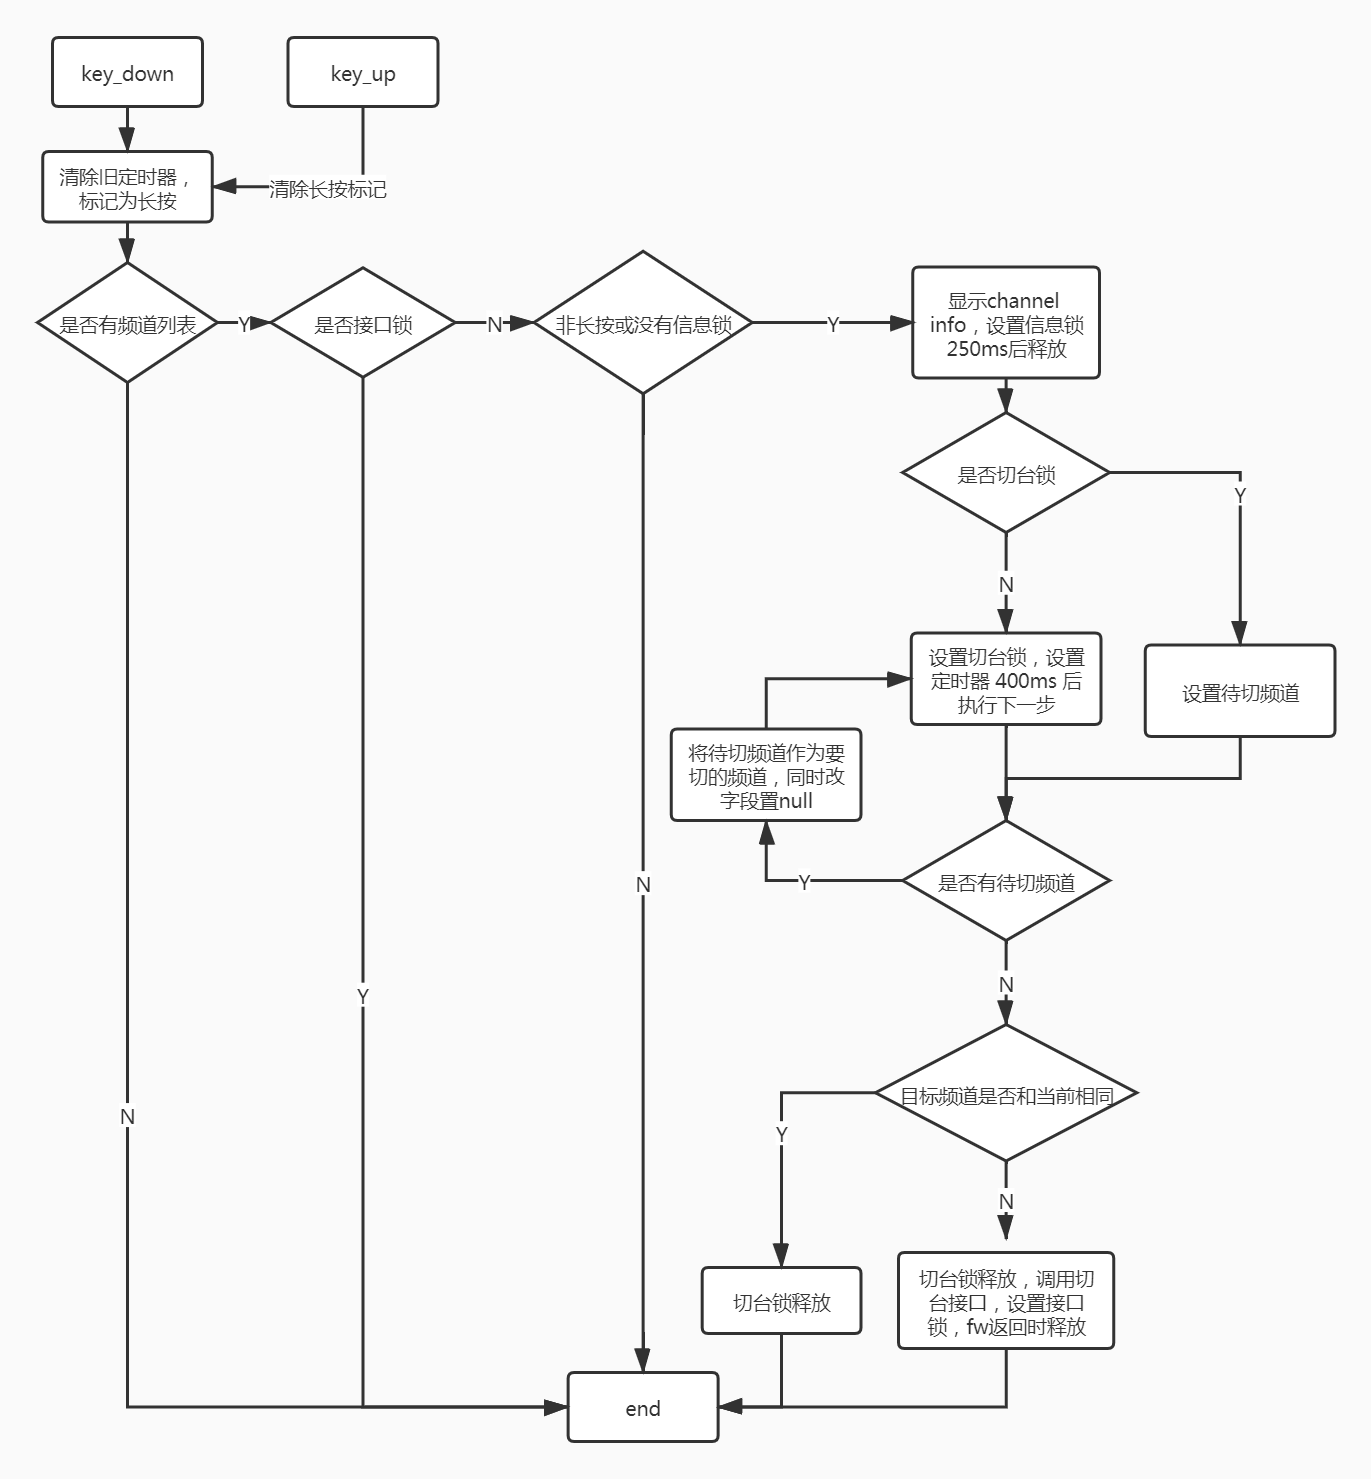 key_down
key_up
清除旧定时器，
标记为长按
清除长按标记
是否有频道列表
Y
是否接口锁
N
非长按或没有信息锁
Y
显示channel
info，设置信息锁
250ms后释放
是否切台锁
Y
N
设置切台锁，设置
定时器 400ms 后
执行下一步
设置待切频道
将待切频道作为要
切的频道，同时改
字段置null
Y
是否有待切频道
N
N
Y
目标频道是否和当前相同
N
Y
N
切台锁释放
切台锁释放，调用切
台接口，设置接口
锁，fw返回时释放
end